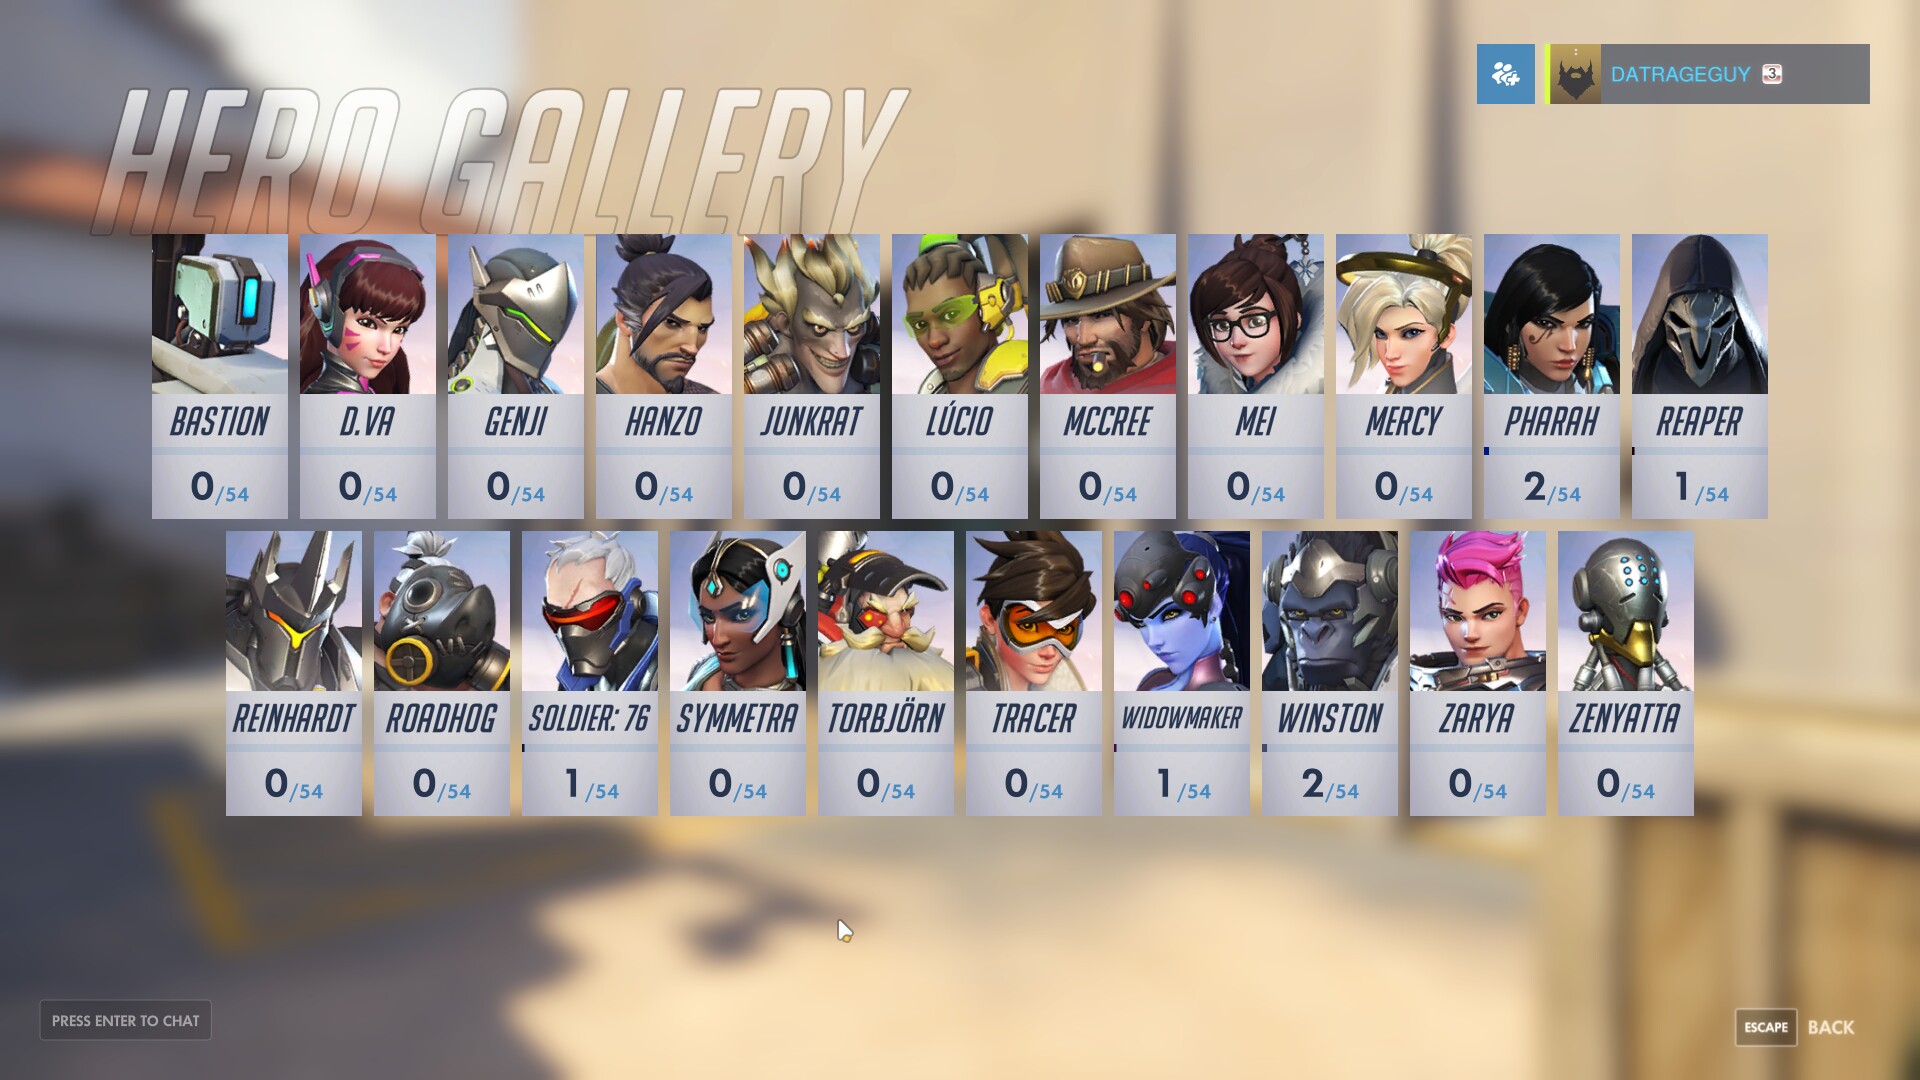 HERO GALLERY
DATRAGEGUY 3
BASTION D.VA GENJI HANZO JUNKRAT LÚCIO MCCREE MEI MERCY PHARAH REAPER
0/54 0/54 0/54 0/54 0/54 0/54 0/54 0/54 0/54 2/54 1/54
REINHARDT ROADHOG SOLDIER: 76 SYMMETRA TORBJÖRN TRACER WIDOWMAKER WINSTON ZARYA ZENYATTA
0/54 0/54 1/54 0/54 0/54 0/54 1/54 2/54 0/54 0/54
PRESS ENTER TO CHAT
ESCAPE BACK